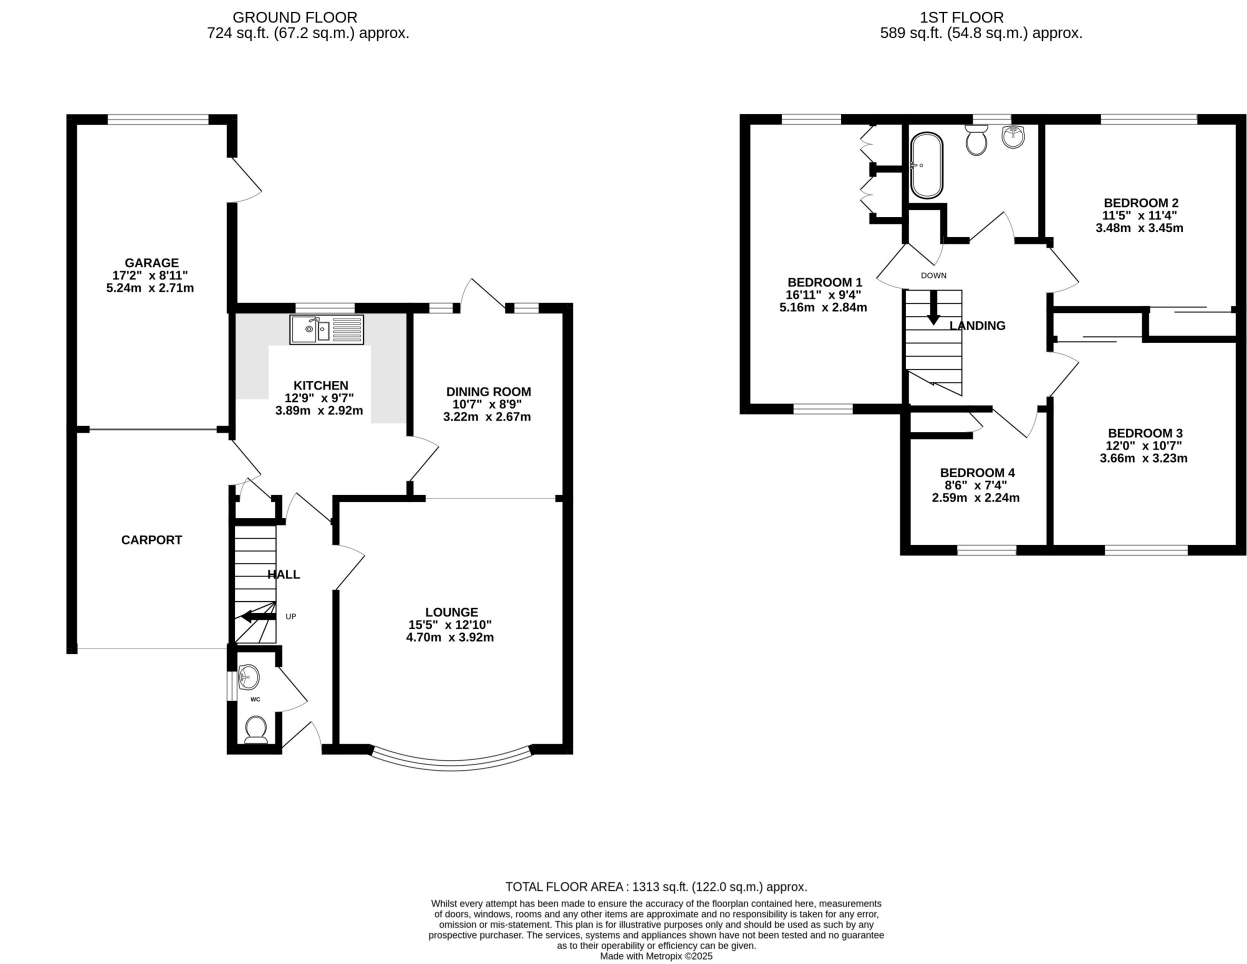 GROUND FLOOR
724 sq.ft. (67.2 sq.m.) approx.
1ST FLOOR
589 sq.ft. (54.8 sq.m.) approx.
GARAGE
17'2" x 8'11"
5.24m x 2.71m
KITCHEN
12'9" x 9'7"
3.89m x 2.92m
DINING ROOM
10'7" x 8'9"
3.22m x 2.67m
CARPORT
HALL
UP
LOUNGE
15'5" x 12'10"
4.70m x 3.92m
WC
BEDROOM 1
16'11" x 9'4"
5.16m x 2.84m
BEDROOM 2
11'5" x 11'4"
3.48m x 3.45m
DOWN
LANDING
BEDROOM 3
12'0" x 10'7"
3.66m x 3.23m
BEDROOM 4
8'6" x 7'4"
2.59m x 2.24m
TOTAL FLOOR AREA : 1313 sq.ft. (122.0 sq.m.) approx.
Whilst every attempt has been made to ensure the accuracy of the floorplan contained here, measurements
of doors, windows, rooms and any other items are approximate and no responsibility is taken for any error,
omission or mis-statement. This plan is for illustrative purposes only and should be used as such by any
prospective purchaser. The services, systems and appliances shown have not been tested and no guarantee
as to their operability or efficiency can be given.
Made with Metropix ©2025